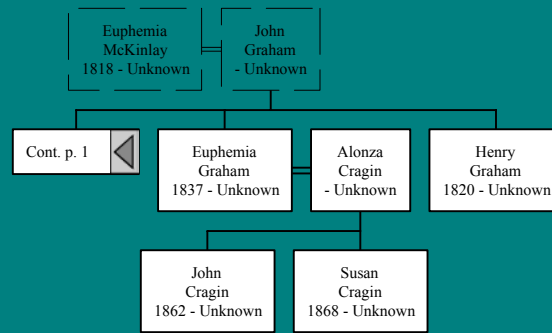 Euphemia
McKinlay
1818 - Unknown
John
Graham
- Unknown
Cont. p. 1
Euphemia
Graham
1837 - Unknown
Alonza
Cragin
- Unknown
Henry
Graham
1820 - Unknown
John
Cragin
1862 - Unknown
Susan
Cragin
1868 - Unknown